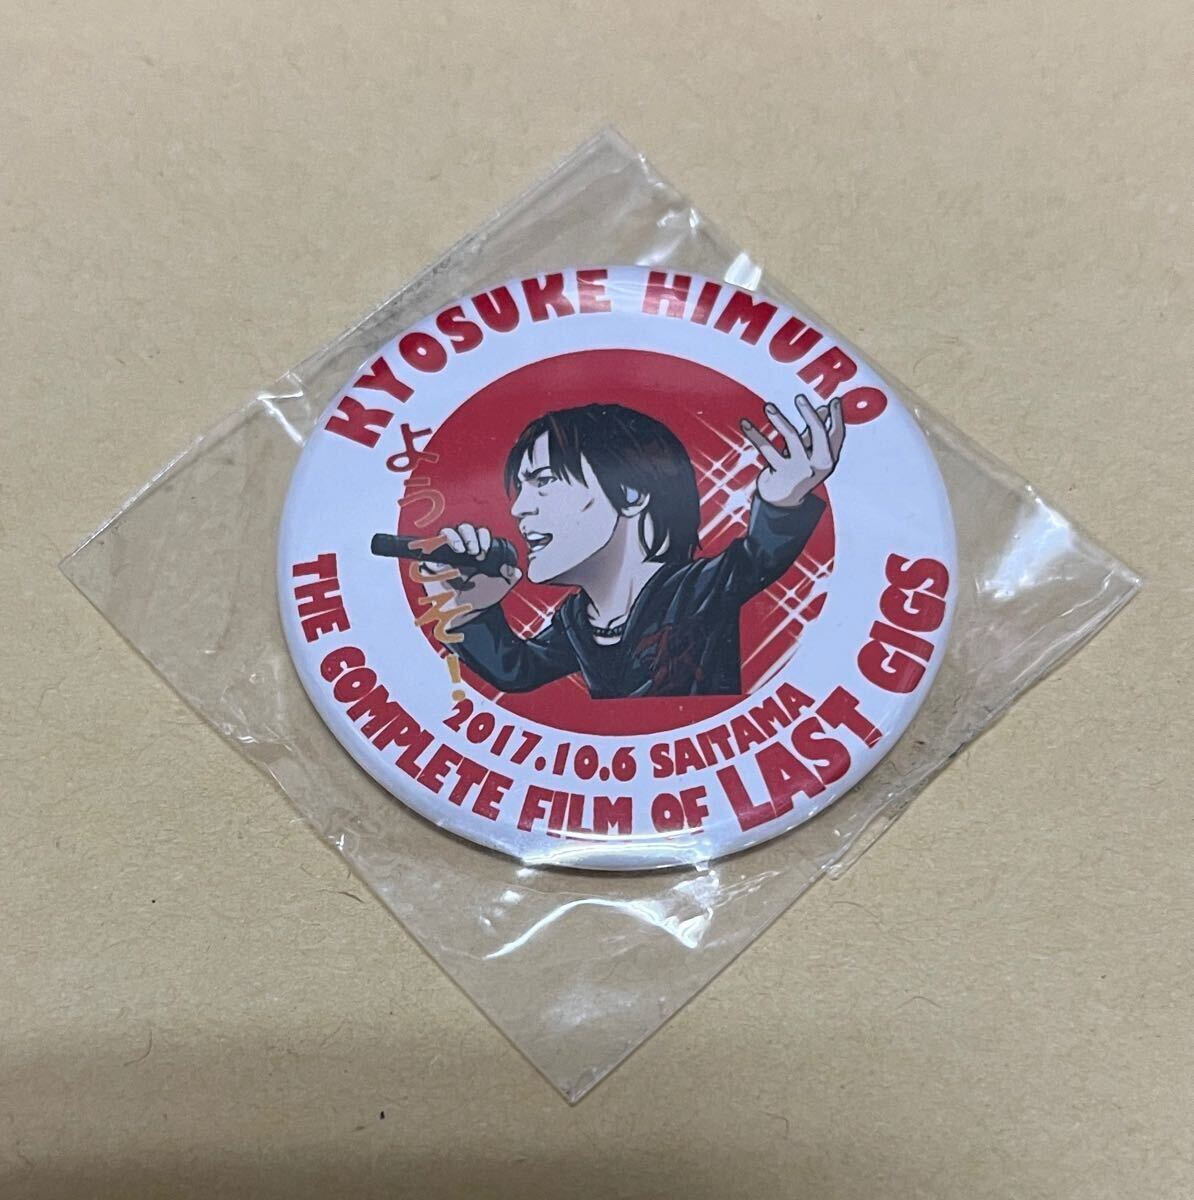 KYOSUKE HIMURO
ようこそ!
2017.10.6 SAITAMA
THE COMPLETE FILM OF LAST GIGS